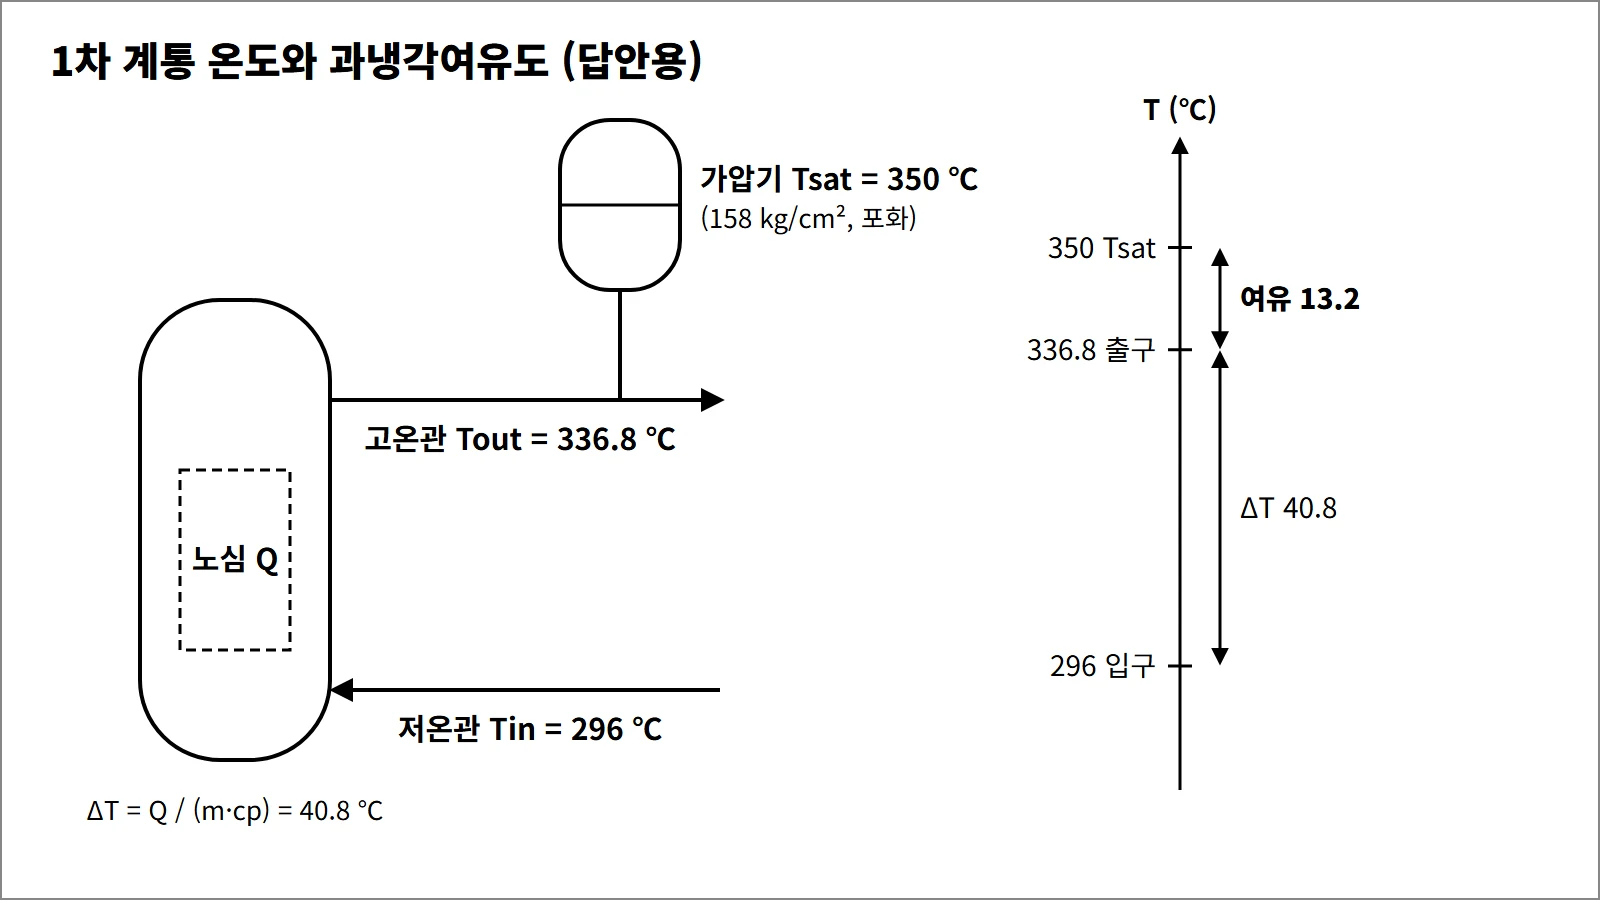 1차 계통 온도와 과냉각여유도 (답안용)
가압기 Tsat = 350 ℃
(158 kg/cm², 포화)
고온관 Tout = 336.8 ℃
노심 Q
저온관 Tin = 296 ℃
ΔT = Q / (m·cp) = 40.8 ℃
T (℃)
350 Tsat
여유 13.2
336.8 출구
ΔT 40.8
296 입구